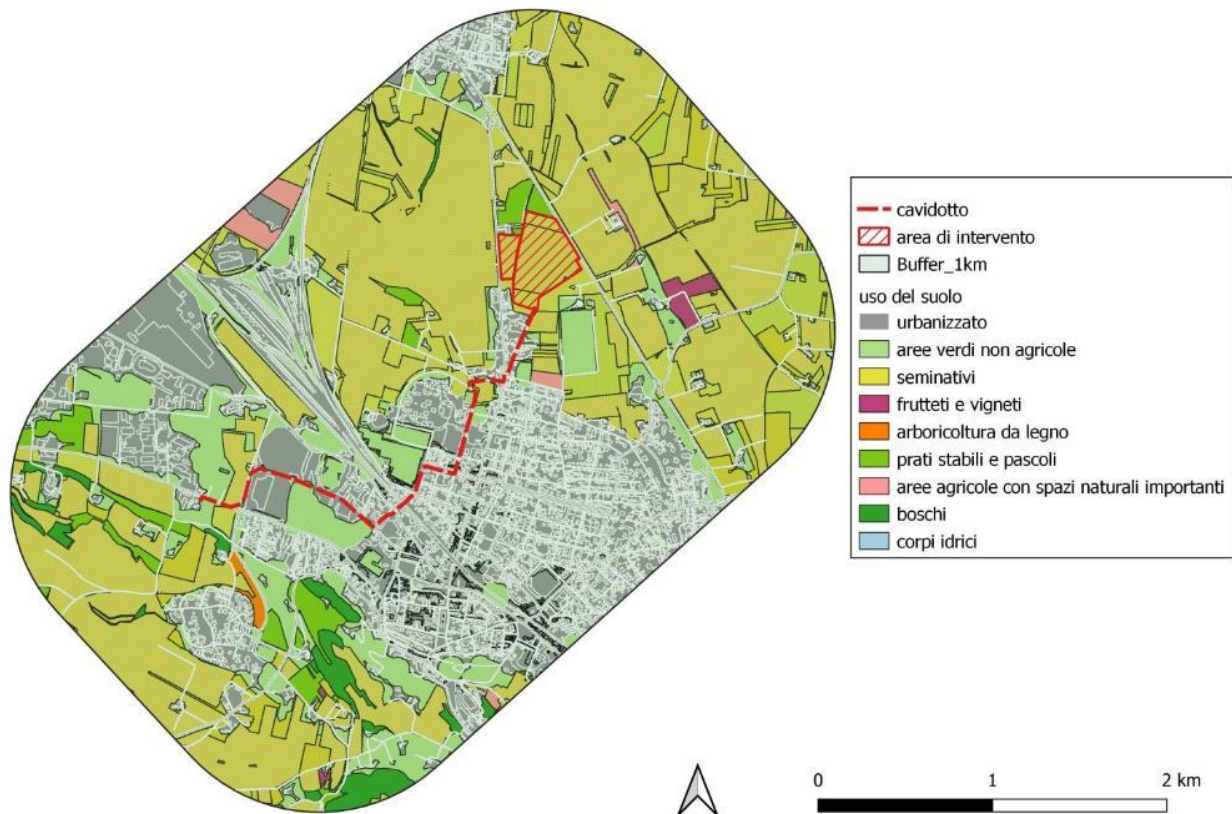 cavidotto
area di intervento
Buffer_1km
uso del suolo
urbanizzato
aree verdi non agricole
seminativi
frutteti e vigneti
arboricoltura da legno
prati stabili e pascoli
aree agricole con spazi naturali importanti
boschi
corpi idrici
0 1 2 km